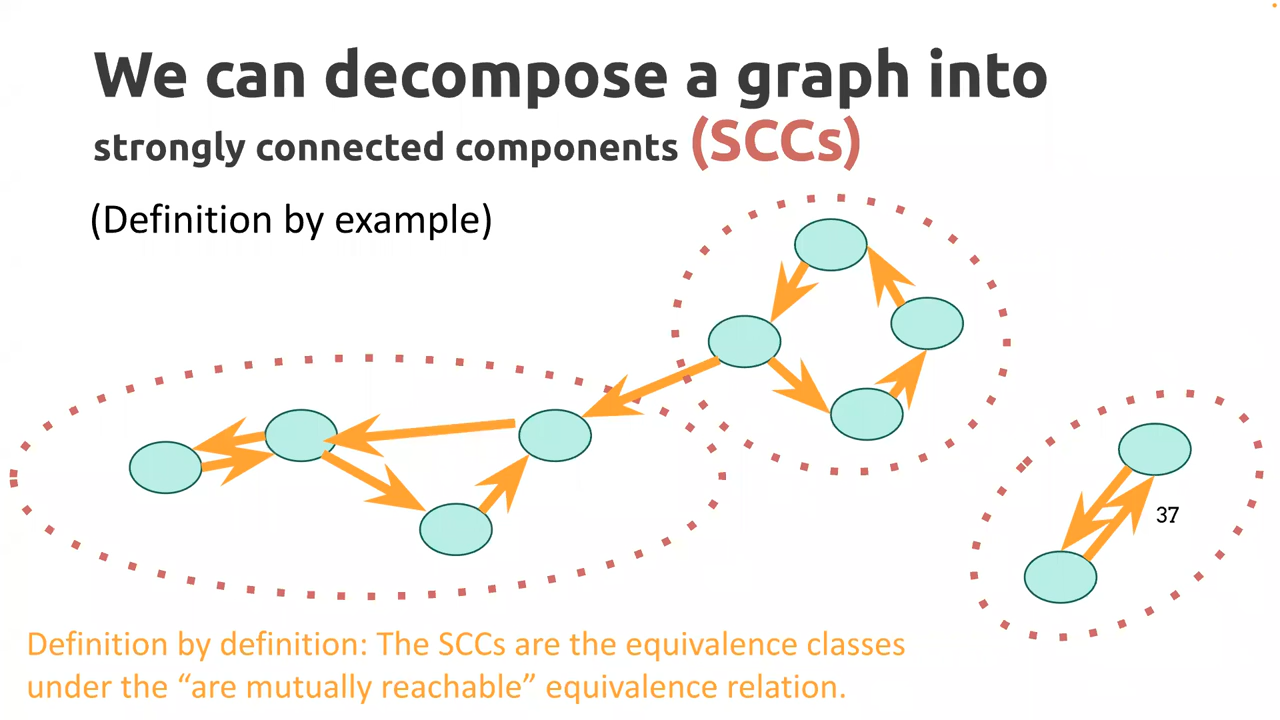 We can decompose a graph into
strongly connected components (SCCs)
(Definition by example)
37
Definition by definition: The SCCs are the equivalence classes
under the “are mutually reachable” equivalence relation.